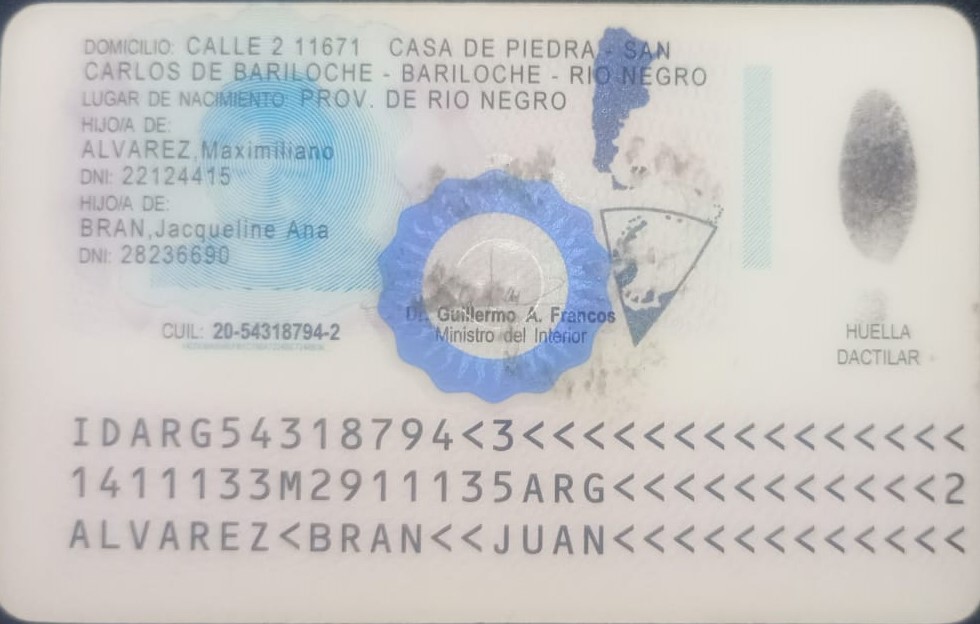 DOMICILIO: CALLE 2 11671 CASA DE PIEDRA - SAN
CARLOS DE BARILOCHE - BARILOCHE - RIO NEGRO
LUGAR DE NACIMIENTO: PROV. DE RIO NEGRO
HIJO/A DE:
ALVAREZ,Maximiliano
DNI: 22124415
HIJO/A DE:
BRAN,Jacqueline Ana
DNI: 28236690
CUIL: 20-54318794-2
Dr. Guillermo A. Francos
Ministro del Interior
HUELLA
DACTILAR
IDARG54318794<3<<<<<<<<<<<<<<<
1411133M2911135ARG<<<<<<<<<<<2
ALVAREZ<BRAN<<JUAN<<<<<<<<<<<<